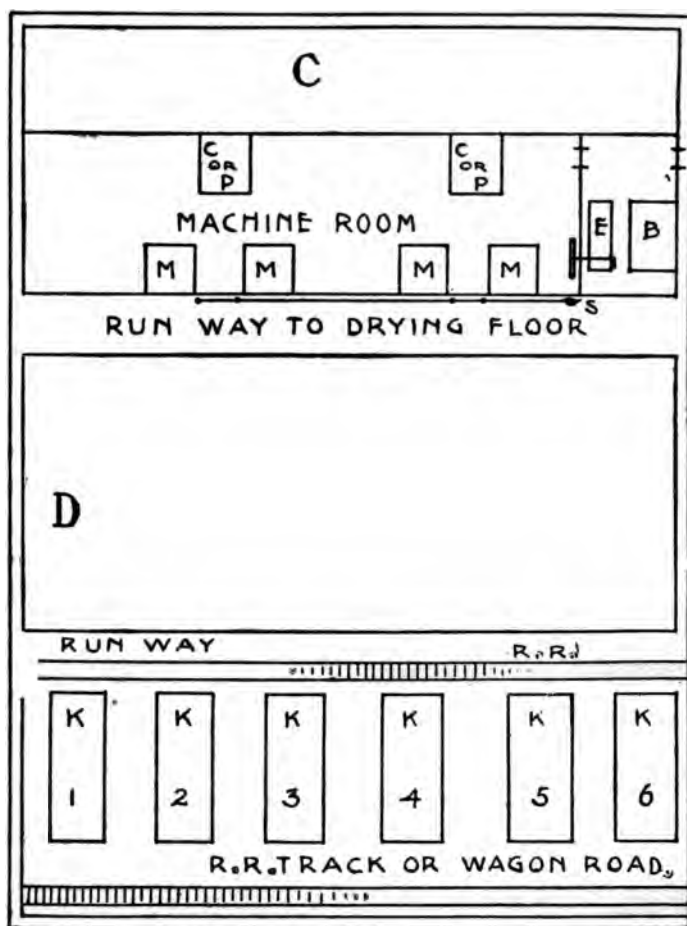 C
C OR P
C OR P
MACHINE ROOM
E
B
M
M
M
M
S
RUN WAY TO DRYING FLOOR
D
RUN WAY
R.R.
K
K
K
K
K
K
1
2
3
4
5
6
R.R. TRACK OR WAGON ROAD.